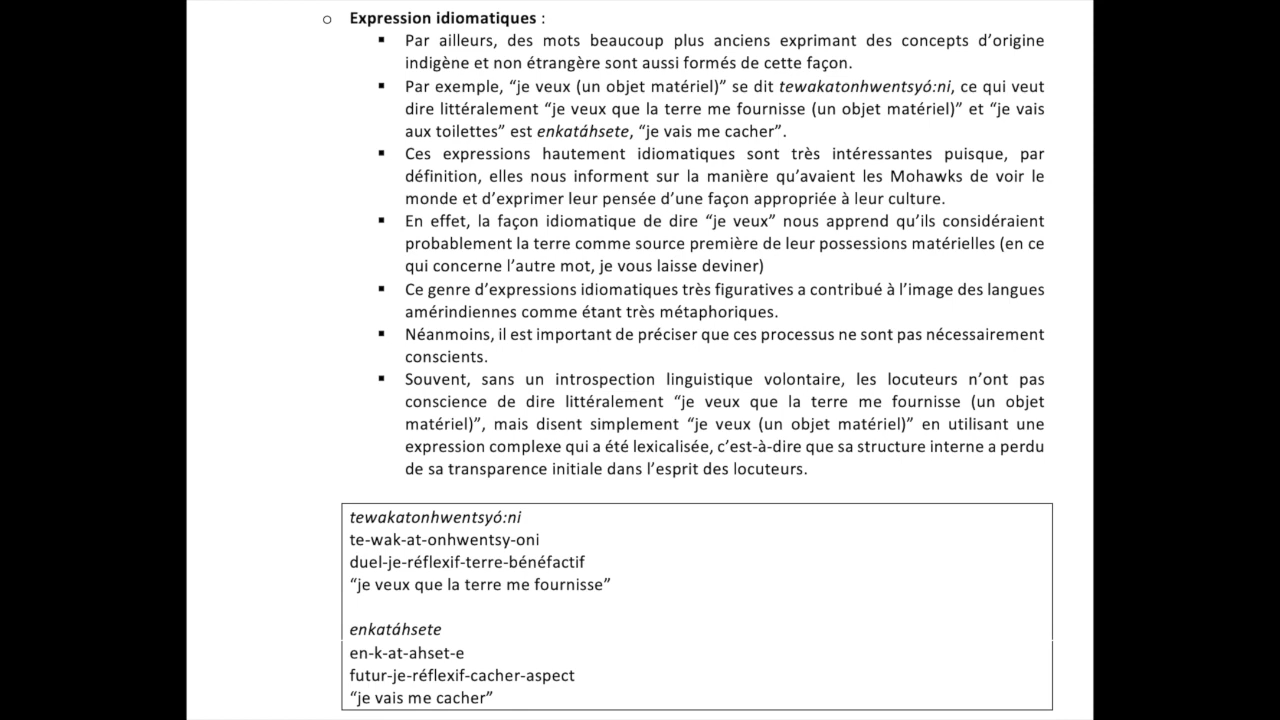 o Expression idiomatiques :
▪ Par ailleurs, des mots beaucoup plus anciens exprimant des concepts d’origine
indigène et non étrangère sont aussi formés de cette façon.
▪ Par exemple, “je veux (un objet matériel)” se dit tewakatonhwentsyó:ni, ce qui veut
dire littéralement “je veux que la terre me fournisse (un objet matériel)” et “je vais
aux toilettes” est enkatáhsete, “je vais me cacher”.
▪ Ces expressions hautement idiomatiques sont très intéressantes puisque, par
définition, elles nous informent sur la manière qu’avaient les Mohawks de voir le
monde et d’exprimer leur pensée d’une façon appropriée à leur culture.
▪ En effet, la façon idiomatique de dire “je veux” nous apprend qu’ils considéraient
probablement la terre comme source première de leur possessions matérielles (en ce
qui concerne l’autre mot, je vous laisse deviner)
▪ Ce genre d’expressions idiomatiques très figuratives a contribué à l’image des langues
amérindiennes comme étant très métaphoriques.
▪ Néanmoins, il est important de préciser que ces processus ne sont pas nécessairement
conscients.
▪ Souvent, sans un introspection linguistique volontaire, les locuteurs n’ont pas
conscience de dire littéralement “je veux que la terre me fournisse (un objet
matériel)”, mais disent simplement “je veux (un objet matériel)” en utilisant une
expression complexe qui a été lexicalisée, c’est-à-dire que sa structure interne a perdu
de sa transparence initiale dans l’esprit des locuteurs.
tewakatonhwentsyó:ni
te-wak-at-onhwentsy-oni
duel-je-réflexif-terre-bénéfactif
“je veux que la terre me fournisse”
enkatáhsete
en-k-at-ahset-e
futur-je-réflexif-cacher-aspect
“je vais me cacher”